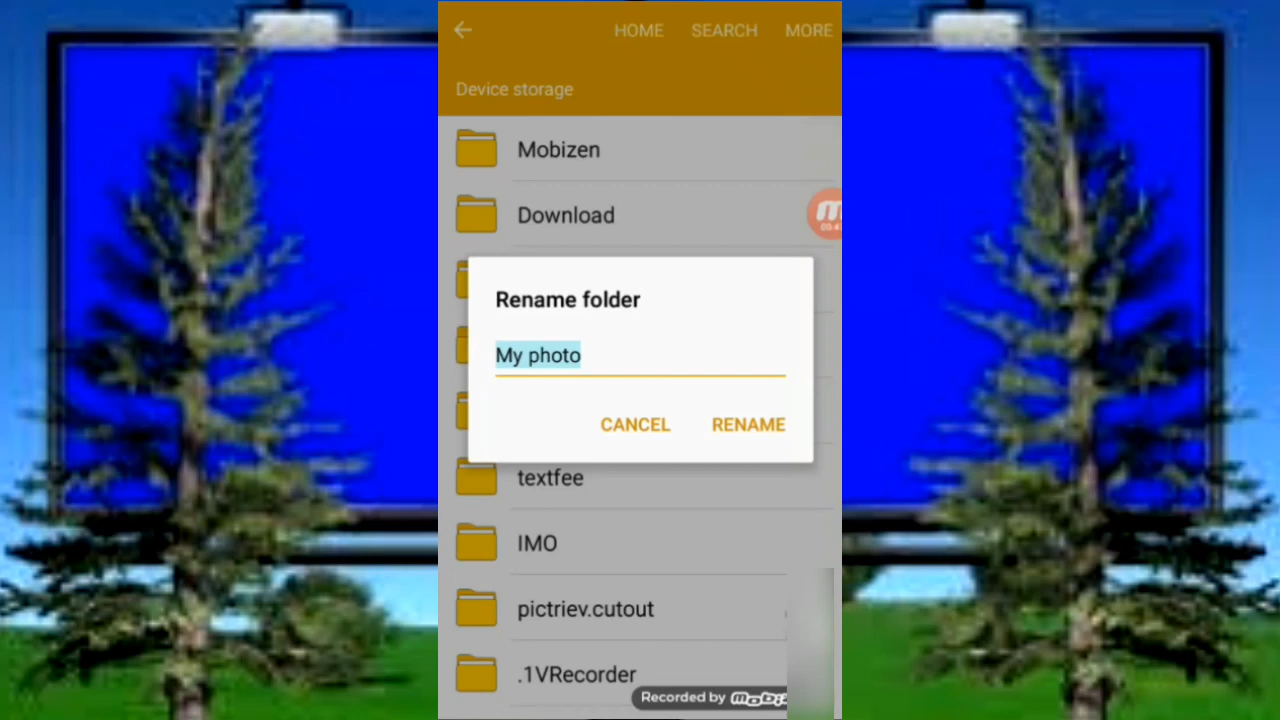 HOME SEARCH MORE
Device storage
Mobizen
Download
Rename folder
My photo
CANCEL RENAME
textfee
IMO
pictriev.cutout
.1VRecorder
Recorded by